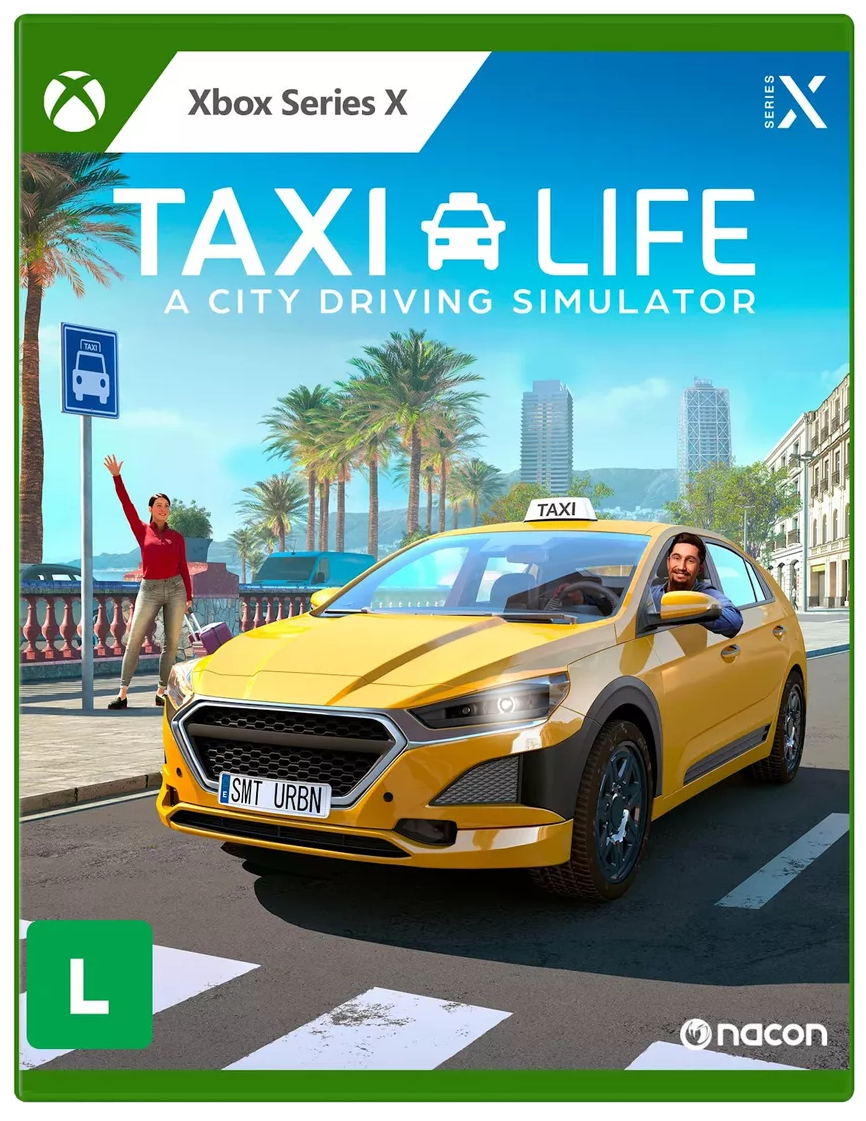 Xbox Series X
SERIES X
TAXI LIFE
A CITY DRIVING SIMULATOR
TAXI
TAXI
E SMT URBN
L
nacon